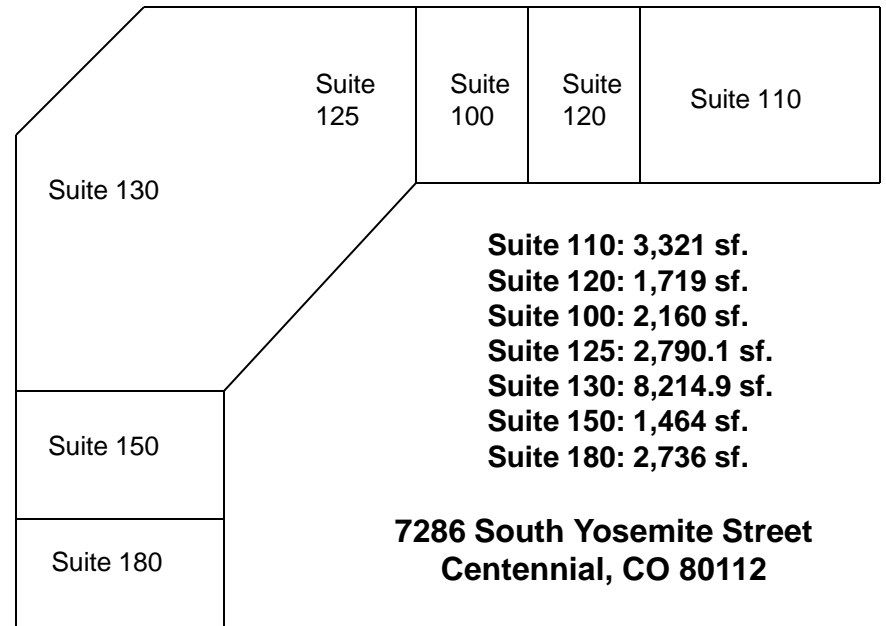 Suite
125
Suite
100
Suite
120
Suite 110
Suite 130
Suite 110: 3,321 sf.
Suite 120: 1,719 sf.
Suite 100: 2,160 sf.
Suite 125: 2,790.1 sf.
Suite 130: 8,214.9 sf.
Suite 150: 1,464 sf.
Suite 180: 2,736 sf.
Suite 150
Suite 180
7286 South Yosemite Street
Centennial, CO 80112